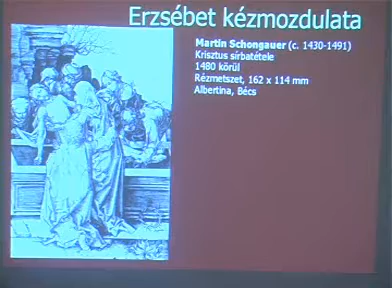 Erzsébet kézmozdulata
Martin Schongauer (c. 1430-1491)
Krisztus sírbatétele
1480 körül
Rézmetszet, 162 x 114 mm
Albertina, Bécs